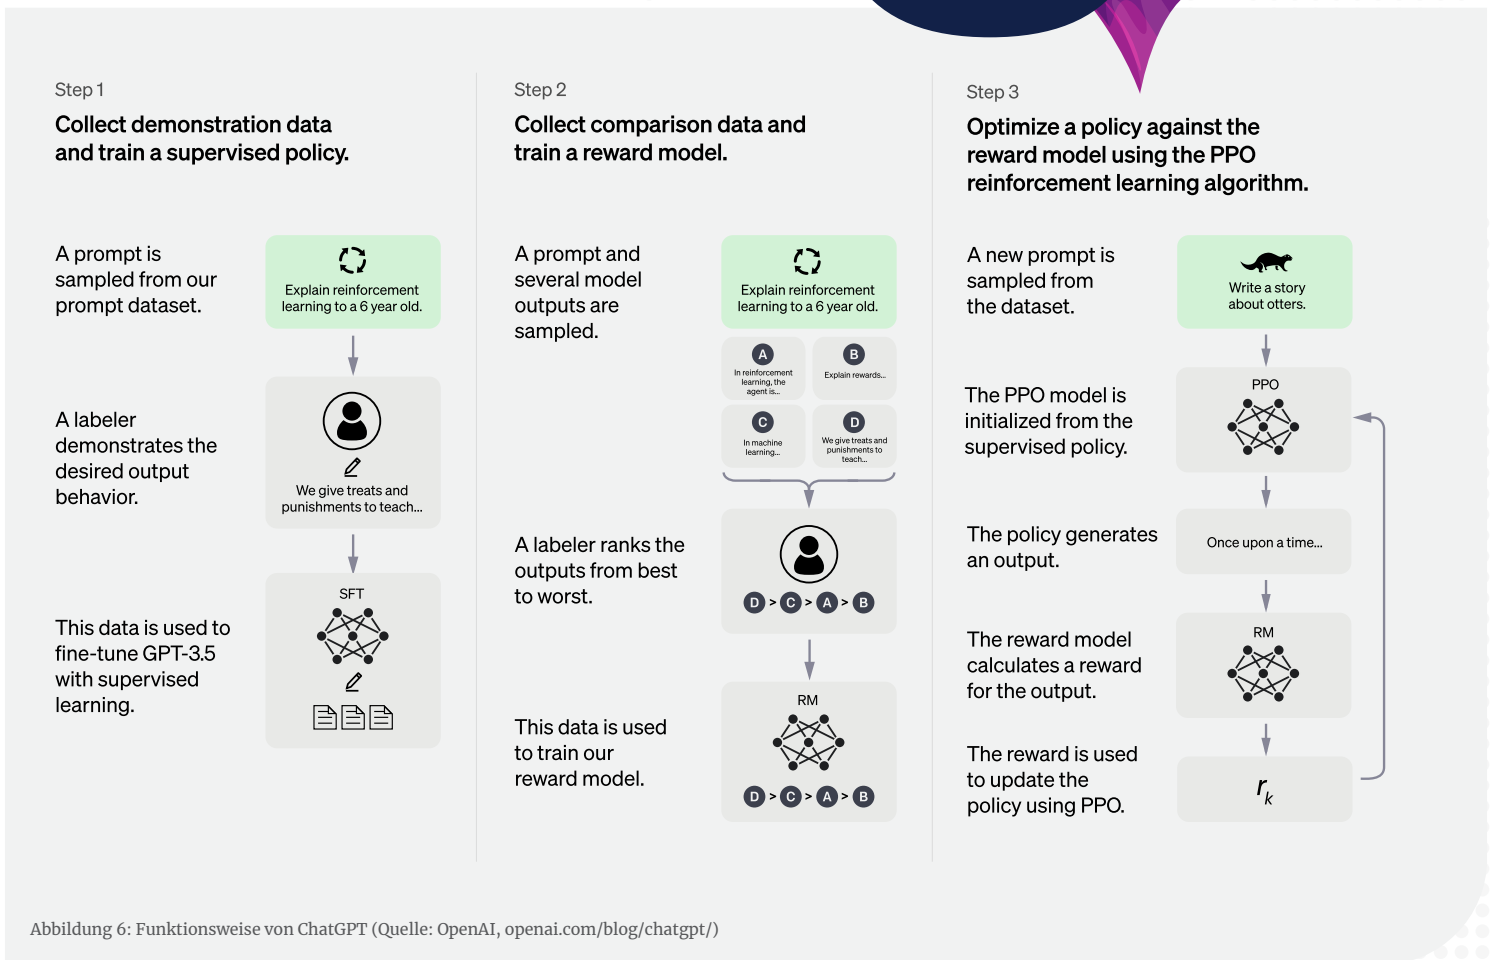 Step 1
Collect demonstration data
and train a supervised policy.
A prompt is
sampled from our
prompt dataset.
Explain reinforcement
learning to a 6 year old.
A labeler
demonstrates the
desired output
behavior.
We give treats and
punishments to teach...
This data is used to
fine-tune GPT-3.5
with supervised
learning.
SFT
Step 2
Collect comparison data and
train a reward model.
A prompt and
several model
outputs are
sampled.
Explain reinforcement
learning to a 6 year old.
A
In reinforcement
learning, the
agent is...
B
Explain rewards...
C
In machine
learning...
D
We give treats and
punishments to
teach...
A labeler ranks the
outputs from best
to worst.
D > C > A > B
This data is used
to train our
reward model.
RM
D > C > A > B
Step 3
Optimize a policy against the
reward model using the PPO
reinforcement learning algorithm.
A new prompt is
sampled from
the dataset.
Write a story
about otters.
The PPO model is
initialized from the
supervised policy.
PPO
The policy generates
an output.
Once upon a time...
The reward model
calculates a reward
for the output.
RM
The reward is used
to update the
policy using PPO.
rk
Abbildung 6: Funktionsweise von ChatGPT (Quelle: OpenAI, openai.com/blog/chatgpt/)